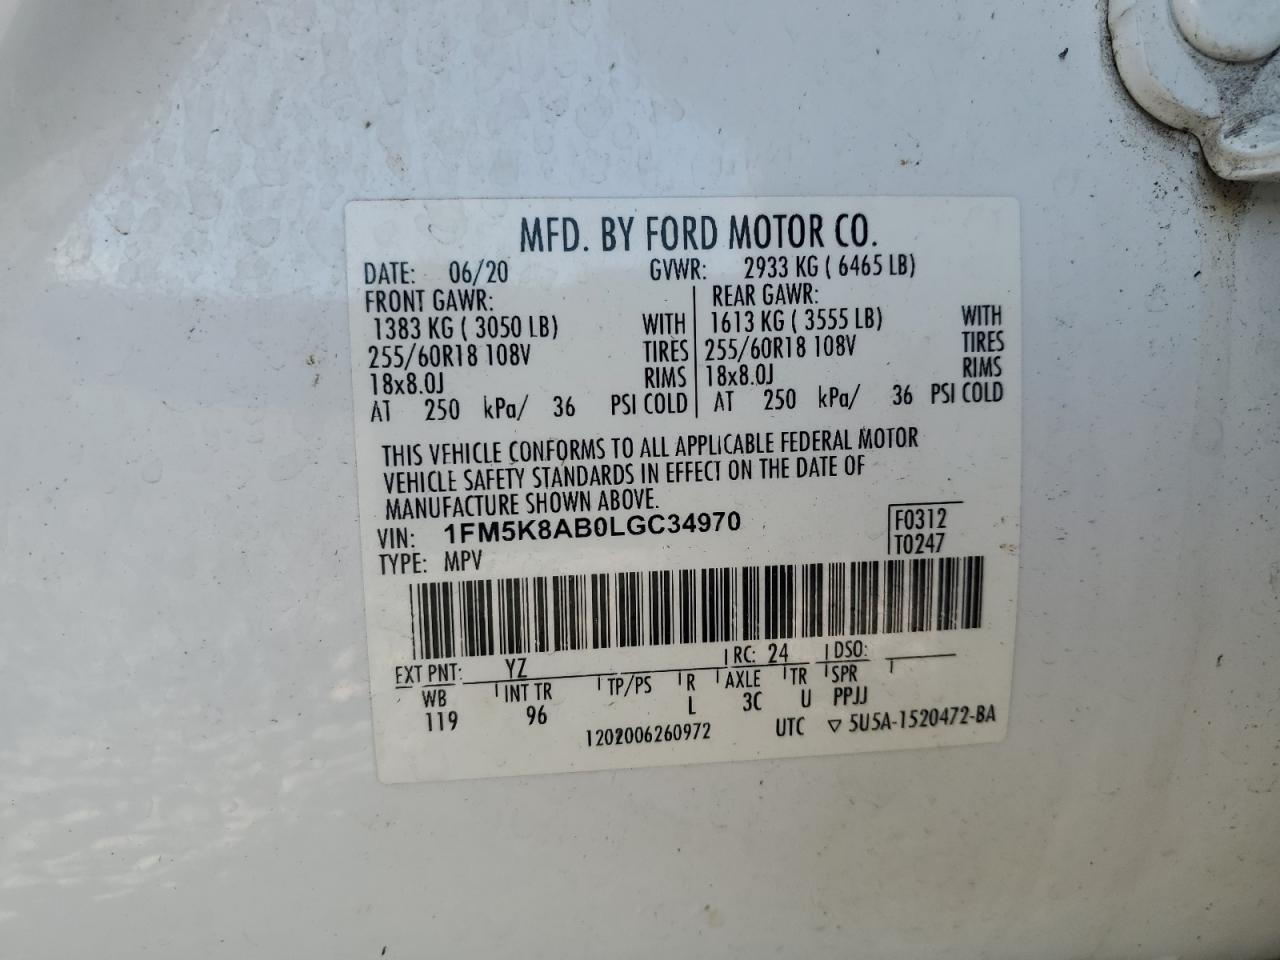 MFD. BY FORD MOTOR CO.
DATE: 06/20 GVWR: 2933 KG ( 6465 LB)
FRONT GAWR: REAR GAWR:
1383 KG ( 3050 LB) WITH 1613 KG ( 3555 LB) WITH
255/60R18 108V TIRES 255/60R18 108V TIRES
18x8.0J RIMS 18x8.0J RIMS
AT 250 kPa/ 36 PSI COLD AT 250 kPa/ 36 PSI COLD
THIS VEHICLE CONFORMS TO ALL APPLICABLE FEDERAL MOTOR
VEHICLE SAFETY STANDARDS IN EFFECT ON THE DATE OF
MANUFACTURE SHOWN ABOVE.
VIN: 1FM5K8AB0LGC34970 F0312
TYPE: MPV T0247
EXT PNT: YZ RC: 24 DSO:
WB INT TR TP/PS R AXLE TR SPR
119 96 L 3C U PPJJ
1202006260972 UTC ▽ 5U5A-1520472-BA